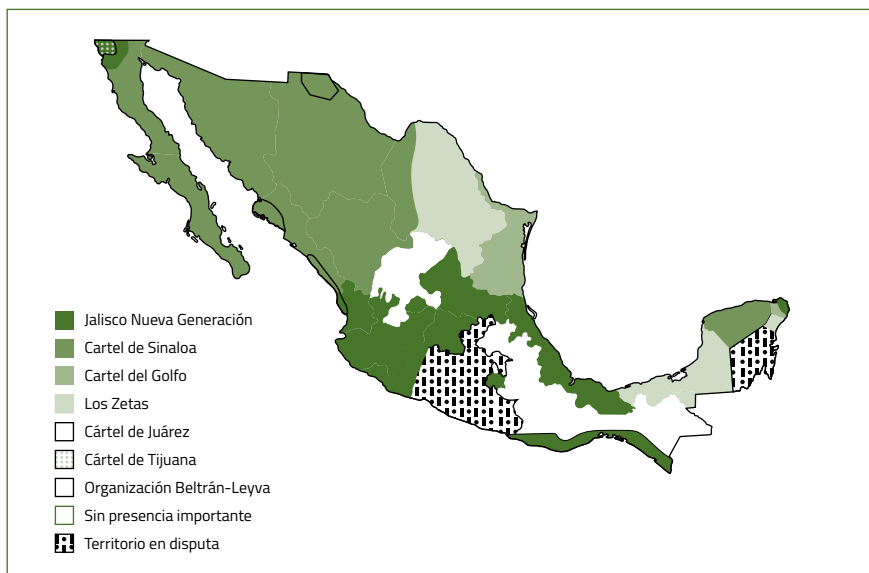 Jalisco Nueva Generación
Cartel de Sinaloa
Cartel del Golfo
Los Zetas
Cártel de Juárez
Cártel de Tijuana
Organización Beltrán-Leyva
Sin presencia importante
Territorio en disputa